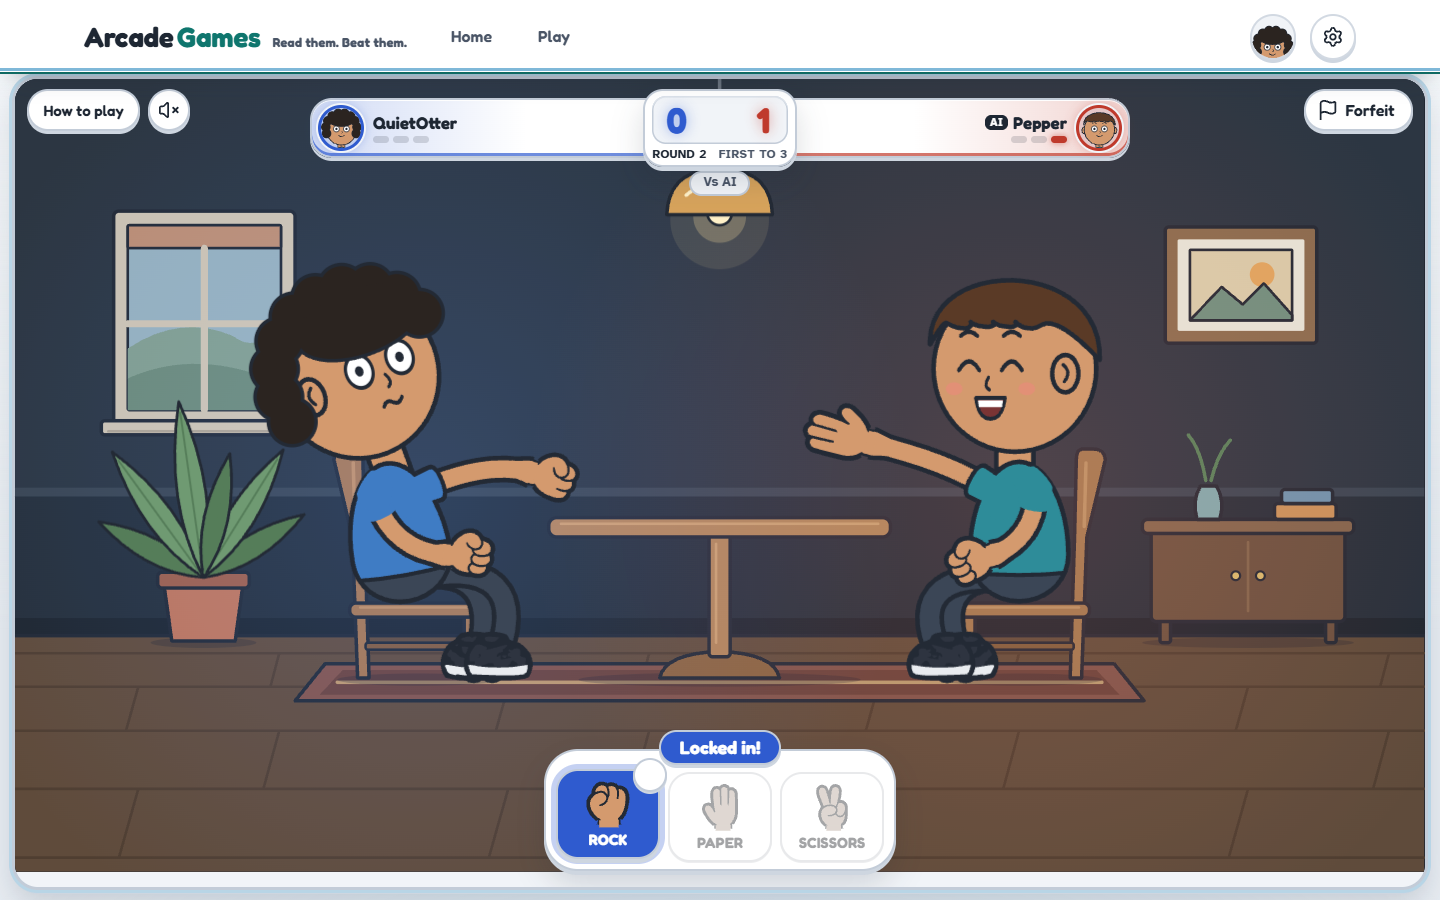 Arcade Games Read them. Beat them. Home Play
How to play
QuietOtter
0 1
ROUND 2 FIRST TO 3
AI Pepper
Forfeit
Vs AI
Locked in!
ROCK PAPER SCISSORS